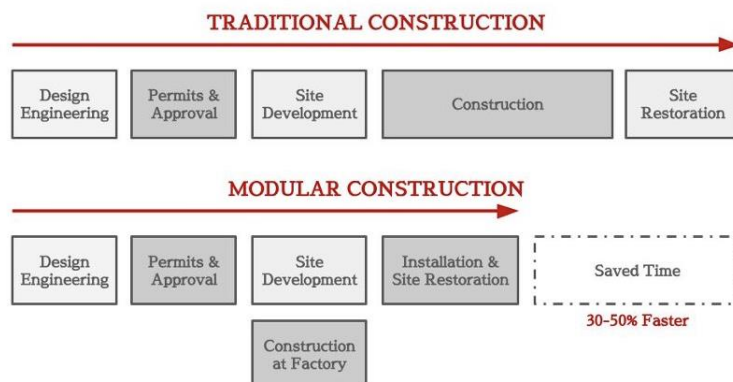 TRADITIONAL CONSTRUCTION
Design
Engineering
Permits &
Approval
Site
Development
Construction
Site
Restoration
MODULAR CONSTRUCTION
Design
Engineering
Permits &
Approval
Site
Development
Installation &
Site Restoration
Saved Time
30-50% Faster
Construction
at Factory